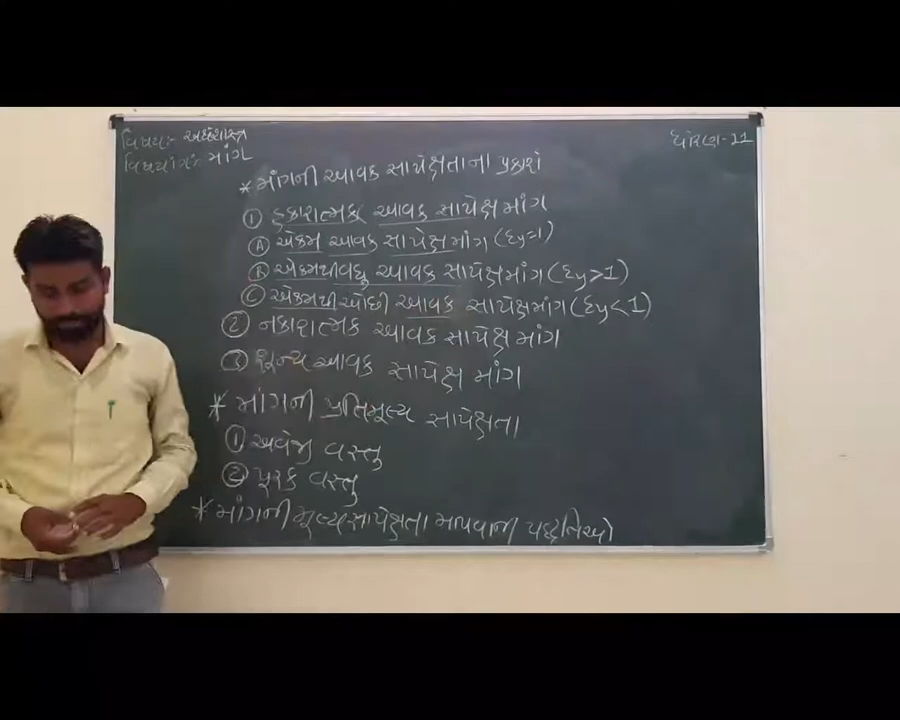 વિષય:- અર્થશાસ્ત્ર
વિષયાંગ:- માંગ
ધોરણ-11
* માંગની આવક સાપેક્ષતાના પ્રકારો
① હકારાત્મક આવક સાપેક્ષ માંગ
Ⓐ એકમ આવક સાપેક્ષ માંગ (Ey=1)
Ⓑ એકમથી વધુ આવક સાપેક્ષ માંગ (Ey>1)
Ⓒ એકમથી ઓછી આવક સાપેક્ષ માંગ (Ey<1)
② નકારાત્મક આવક સાપેક્ષ માંગ
③ શૂન્ય આવક સાપેક્ષ માંગ
* માંગની પ્રતિમૂલ્ય સાપેક્ષતા
① અવેજી વસ્તુ
② પૂરક વસ્તુ
* માંગની મૂલ્ય સાપેક્ષતા માપવાની પદ્ધતિઓ